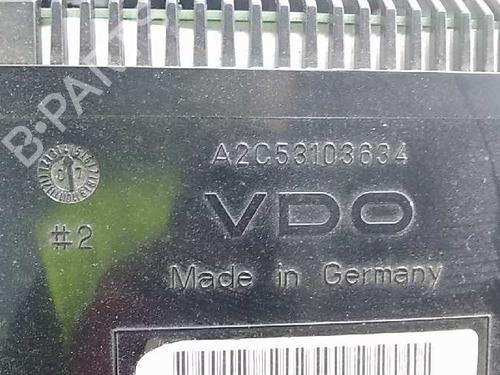 B-PARTS
A2C53103634
VDO
#2
Made in Germany